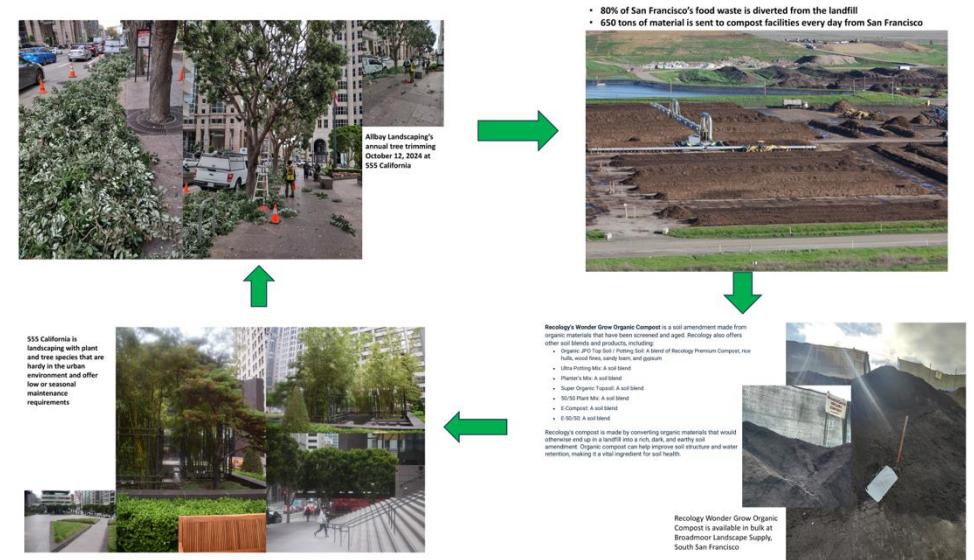 • 80% of San Francisco's food waste is diverted from the landfill
• 650 tons of material is sent to compost facilities every day from San Francisco
Allbay Landscaping's
annual tree trimming
October 12, 2024 at
555 California
555 California is
landscaping with plant
and tree species that are
hardy in the urban
environment and offer
low or seasonal
maintenance
requirements
Recology's Wonder Grow Organic Compost is a soil amendment made from
organic materials that have been screened and aged. Recology also offers
other soil blends and products, including:
• Organic JPO Top Soil / Potting Soil: A blend of Recology Premium Compost, rice
hulls, wood fines, sandy loam, and gypsum
• Ultra Potting Mix: A soil blend
• Planter's Mix: A soil blend
• Super Organic Topsoil: A soil blend
• 50/50 Plant Mix: A soil blend
• E-Compost: A soil blend
• E-50/50: A soil blend
Recology's compost is made by converting organic materials that would
otherwise end up in a landfill into a rich, dark, and earthy soil
amendment. Organic compost can help improve soil structure and water
retention, making it a vital ingredient for soil health.
Recology Wonder Grow Organic
Compost is available in bulk at
Broadmoor Landscape Supply,
South San Francisco